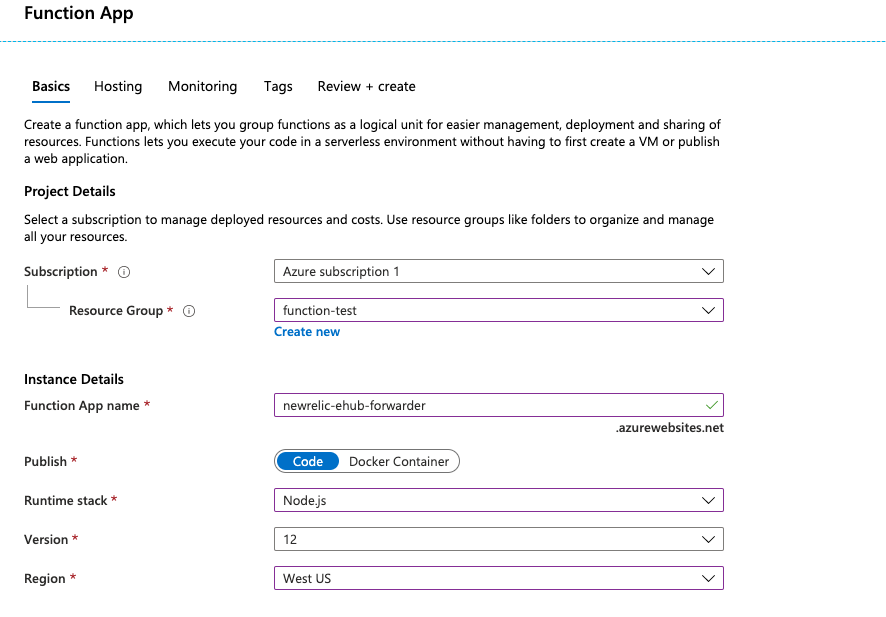 Function App
Basics Hosting Monitoring Tags Review + create
Create a function app, which lets you group functions as a logical unit for easier management, deployment and sharing of
resources. Functions lets you execute your code in a serverless environment without having to first create a VM or publish
a web application.
Project Details
Select a subscription to manage deployed resources and costs. Use resource groups like folders to organize and manage
all your resources.
Subscription * Azure subscription 1
Resource Group * function-test
Create new
Instance Details
Function App name * newrelic-ehub-forwarder
.azurewebsites.net
Publish * Code Docker Container
Runtime stack * Node.js
Version * 12
Region * West US